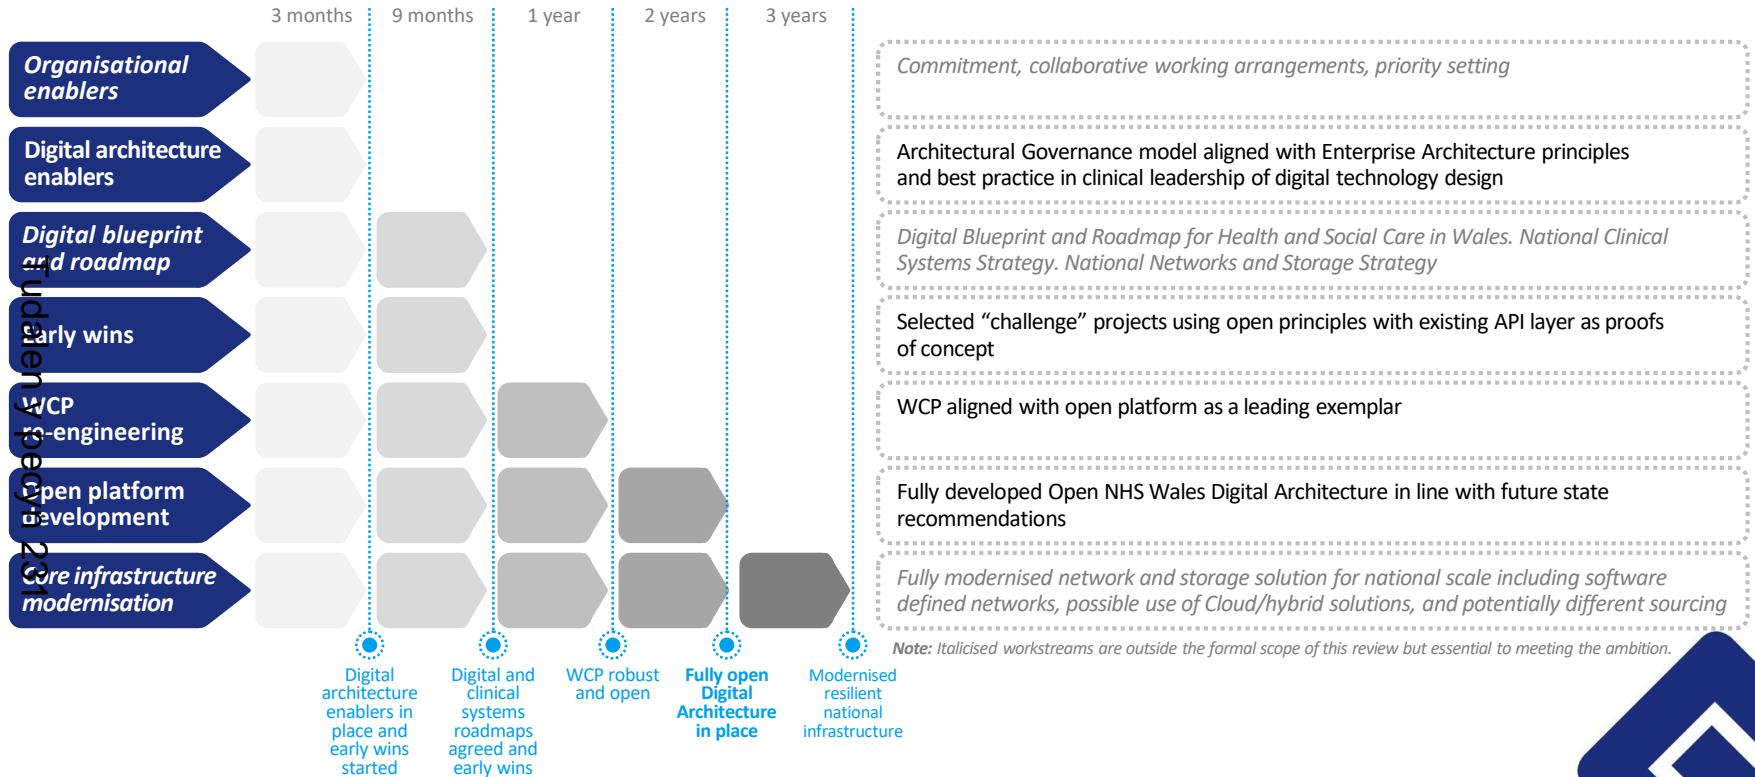 3 months 9 months 1 year 2 years 3 years
Organisational
enablers
Commitment, collaborative working arrangements, priority setting
Digital architecture
enablers
Architectural Governance model aligned with Enterprise Architecture principles
and best practice in clinical leadership of digital technology design
Digital blueprint
and roadmap
Digital Blueprint and Roadmap for Health and Social Care in Wales. National Clinical
Systems Strategy. National Networks and Storage Strategy
Early wins
Selected “challenge” projects using open principles with existing API layer as proofs
of concept
WCP
re-engineering
WCP aligned with open platform as a leading exemplar
Open platform
development
Fully developed Open NHS Wales Digital Architecture in line with future state
recommendations
Core infrastructure
modernisation
Fully modernised network and storage solution for national scale including software
defined networks, possible use of Cloud/hybrid solutions, and potentially different sourcing
Tudalen y pecyn 231
Note: Italicised workstreams are outside the formal scope of this review but essential to meeting the ambition.
Digital
architecture
enablers in
place and
early wins
started
Digital and
clinical
systems
roadmaps
agreed and
early wins
WCP robust
and open
Fully open
Digital
Architecture
in place
Modernised
resilient
national
infrastructure